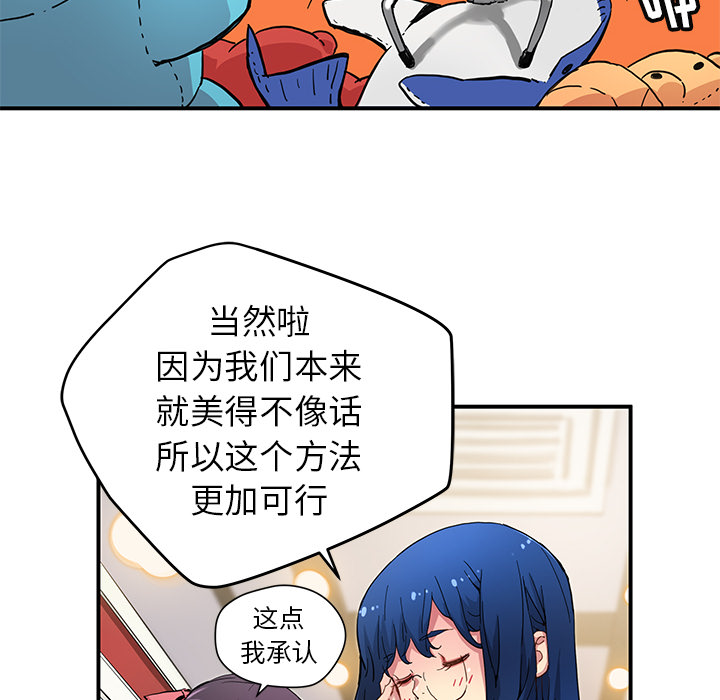 当然啦
因为我们本来
就美得不像话
所以这个方法
更加可行
这点
我承认